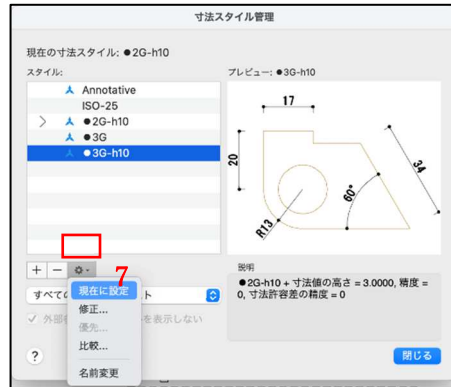 寸法スタイル管理
現在の寸法スタイル: ●2G-h10
スタイル:
プレビュー: ●3G-h10
Annotative
ISO-25
●2G-h10
●3G
●3G-h10
17
20
34
60°
R13
+ −
7
説明
●2G-h10 + 寸法値の高さ = 3.0000, 精度 =
0, 寸法許容差の精度 = 0
すべて
ト
現在に設定
修正...
優先...
比較...
名前変更
を表示しない
?
閉じる